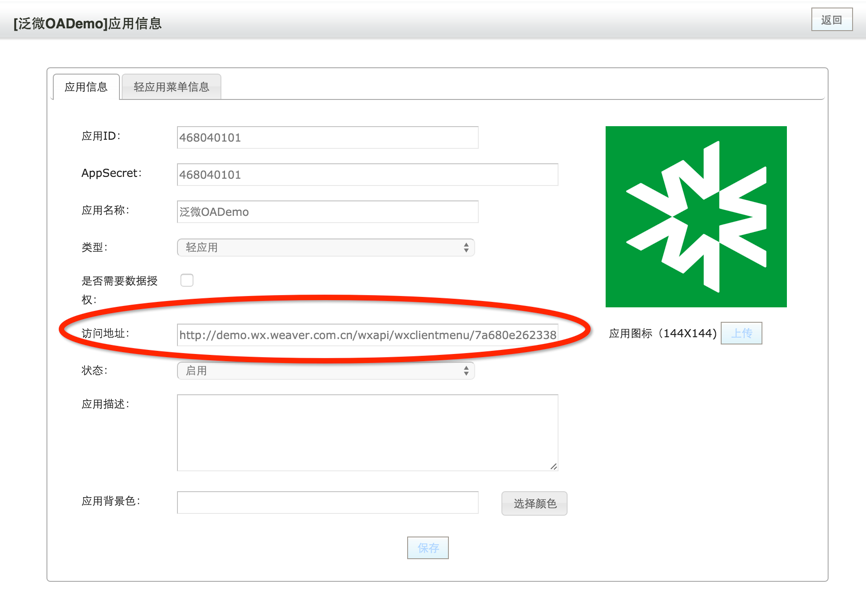 [泛微OADemo]应用信息
返回
应用信息
轻应用菜单信息
应用ID:
468040101
AppSecret:
468040101
应用名称:
泛微OADemo
类型:
轻应用
是否需要数据授
权:
访问地址:
http://demo.wx.weaver.com.cn/wxapi/wxclientmenu/7a680e262338
应用图标（144X144)
上传
状态:
启用
应用描述:
应用背景色:
选择颜色
保存